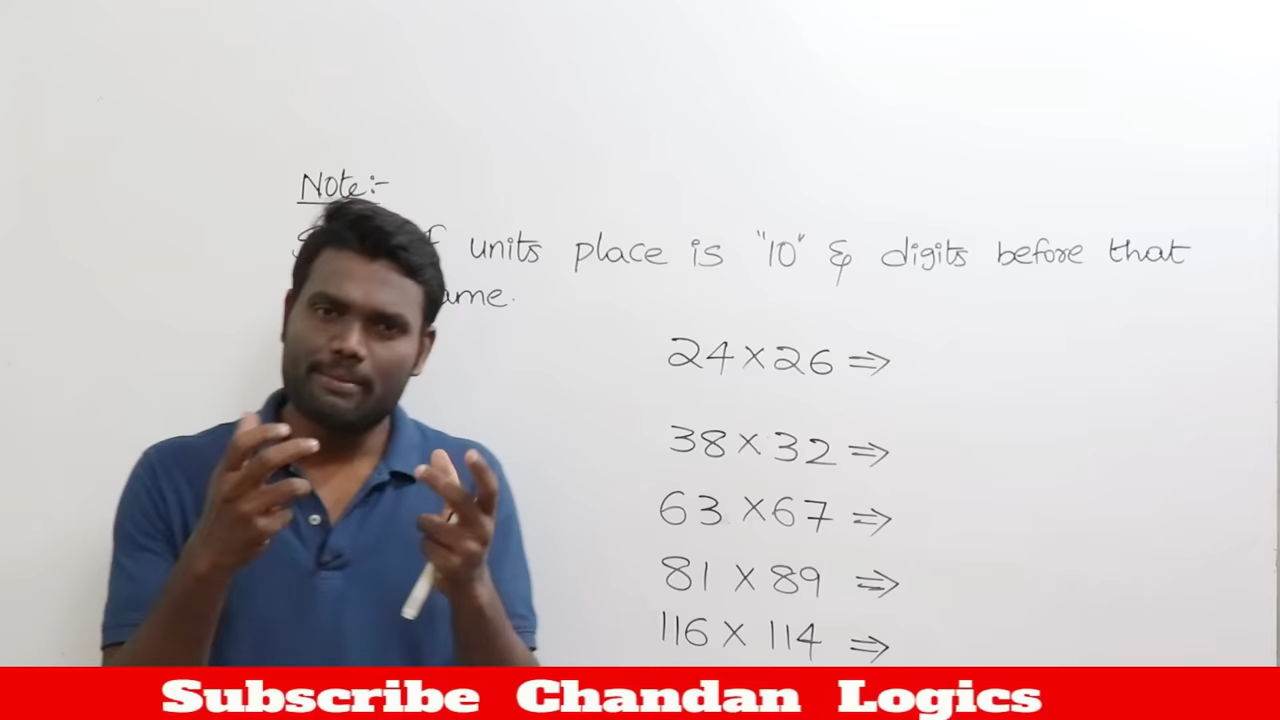 Note:-
units place is "10" & digits before that
24 × 26 ⇒
38 × 32 ⇒
63 × 67 ⇒
81 × 89 ⇒
116 × 114 ⇒
Subscribe Chandan Logics